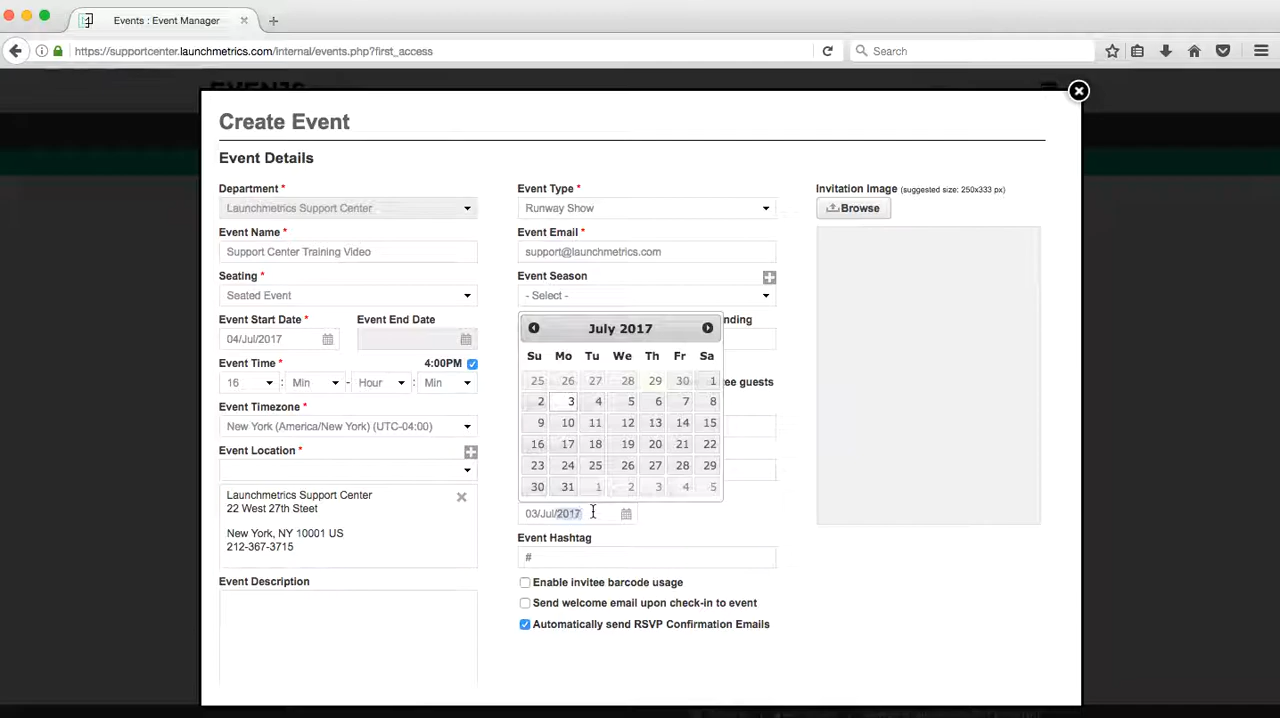 Events : Event Manager
https://supportcenter.launchmetrics.com/internal/events.php?first_access
Search
Create Event
Event Details
Department *
Launchmetrics Support Center
Event Name *
Support Center Training Video
Seating *
Seated Event
Event Start Date *
Event End Date
04/Jul/2017
Event Time *
4:00PM
16 : Min - Hour : Min
Event Timezone *
New York (America/New York) (UTC-04:00)
Event Location *
Launchmetrics Support Center
22 West 27th Steet
New York, NY 10001 US
212-367-3715
Event Description
Event Type *
Runway Show
Event Email *
support@launchmetrics.com
Event Season
- Select -
nding
July 2017
Su Mo Tu We Th Fr Sa
25 26 27 28 29 30 1
2 3 4 5 6 7 8
9 10 11 12 13 14 15
16 17 18 19 20 21 22
23 24 25 26 27 28 29
30 31 1 2 3 4 5
ee guests
03/Jul/2017
Event Hashtag
#
Enable invitee barcode usage
Send welcome email upon check-in to event
Automatically send RSVP Confirmation Emails
Invitation Image (suggested size: 250x333 px)
Browse